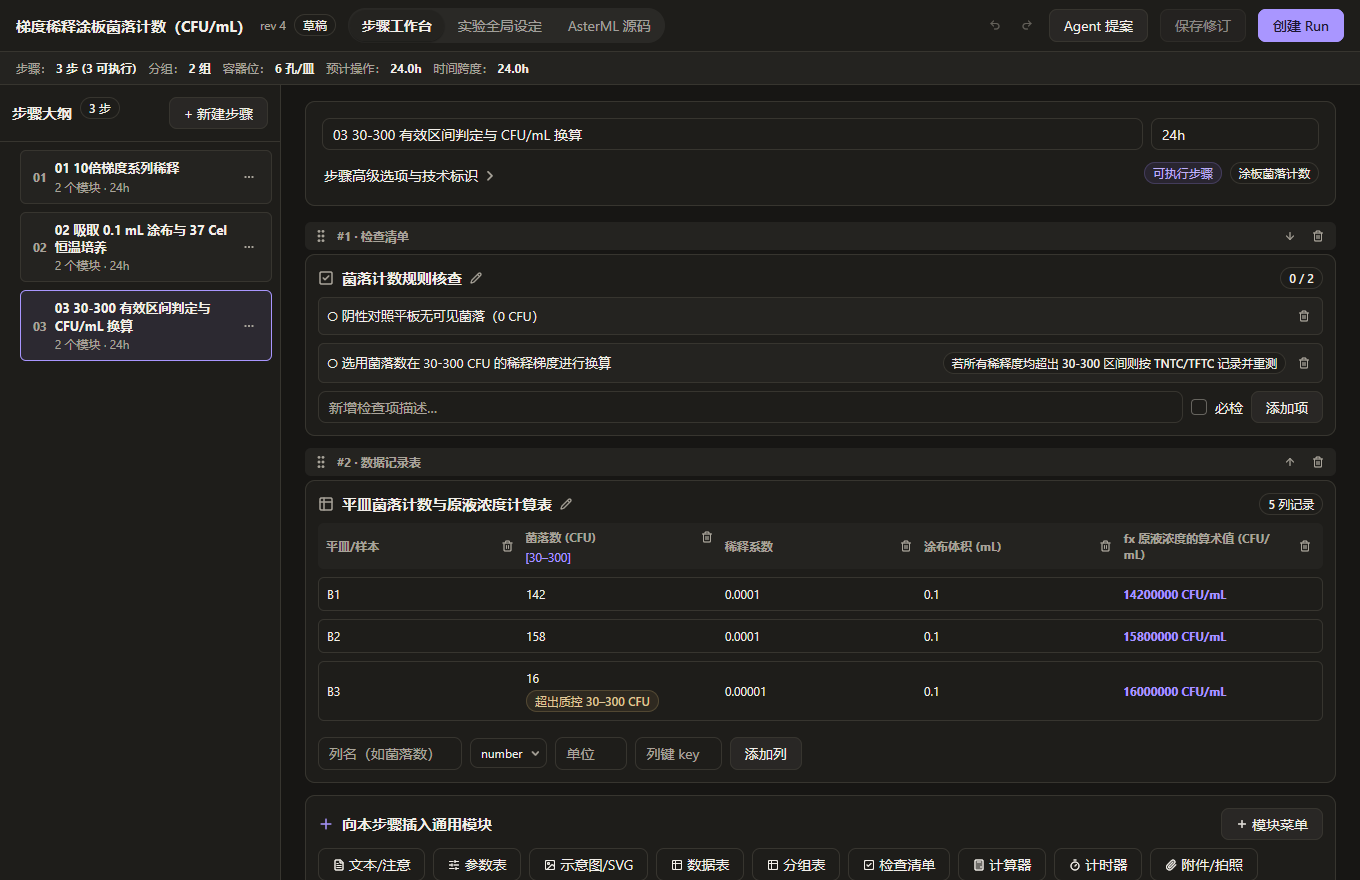 梯度稀释涂板菌落计数（CFU/mL） rev 4 草稿 步骤工作台 实验全局设定 AsterML 源码 Agent 提案 保存修订 创建 Run
步骤： 3 步 (3 可执行) 分组： 2 组 容器位： 6 孔/皿 预计操作： 24.0h 时间跨度： 24.0h
步骤大纲 3 步 + 新建步骤
01 01 10倍梯度系列稀释 ...
2 个模块 · 24h
02 02 吸取 0.1 mL 涂布与 37 Cel
恒温培养 ...
2 个模块 · 24h
03 03 30-300 有效区间判定与
CFU/mL 换算 ...
2 个模块 · 24h
03 30-300 有效区间判定与 CFU/mL 换算 24h
步骤高级选项与技术标识 可执行步骤 涂板菌落计数
#1 · 检查清单
菌落计数规则核查 0 / 2
阴性对照平板无可见菌落（0 CFU）
选用菌落数在 30-300 CFU 的稀释梯度进行换算 若所有稀释度均超出 30-300 区间则按 TNTC/TFTC 记录并重测
新增检查项描述... 必检 添加项
#2 · 数据记录表
平皿菌落计数与原液浓度计算表 5 列记录
平皿/样本 菌落数 (CFU) [30–300] 稀释系数 涂布体积 (mL) fx 原液浓度的算术值 (CFU/
mL)
B1 142 0.0001 0.1 14200000 CFU/mL
B2 158 0.0001 0.1 15800000 CFU/mL
B3 16 超出质控 30–300 CFU 0.00001 0.1 16000000 CFU/mL
列名（如菌落数） number 单位 列键 key 添加列
+ 向本步骤插入通用模块 + 模块菜单
文本/注意 参数表 示意图/SVG 数据表 分组表 检查清单 计算器 计时器 附件/拍照